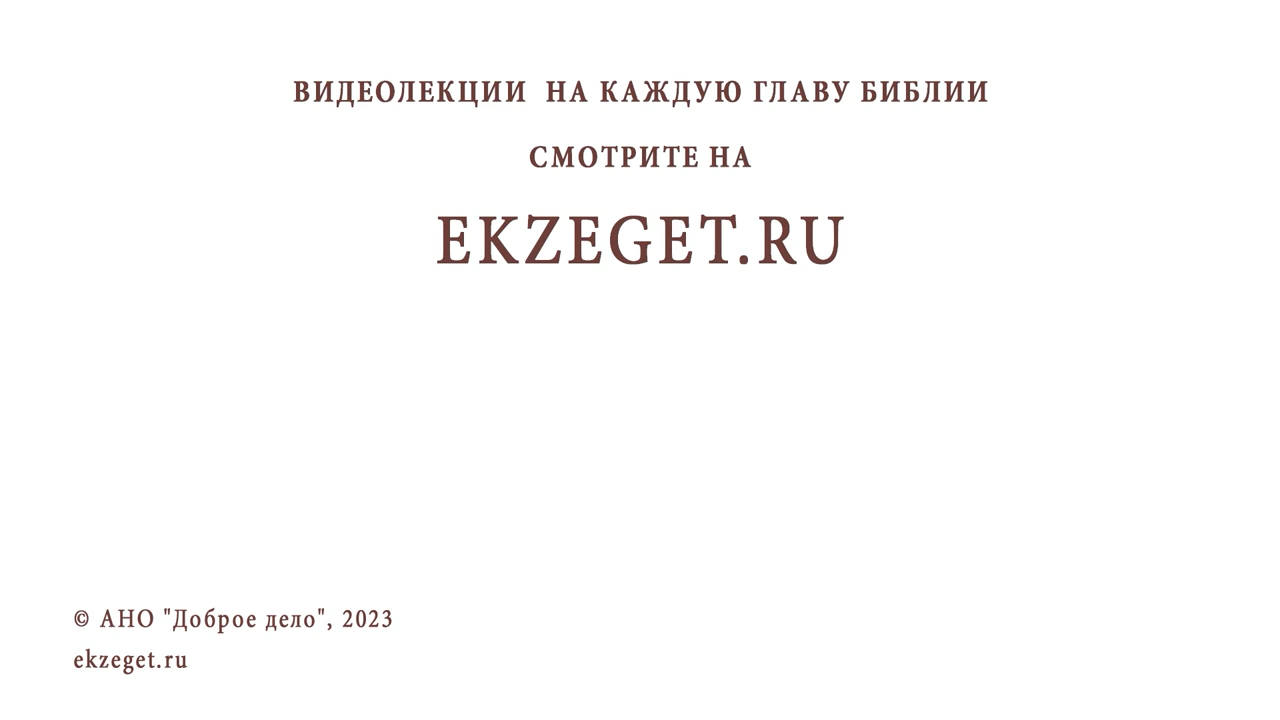 ВИДЕОЛЕКЦИИ НА КАЖДУЮ ГЛАВУ БИБЛИИ
СМОТРИТЕ НА
EKZEGET.RU
© АНО "Доброе дело", 2023
ekzeget.ru